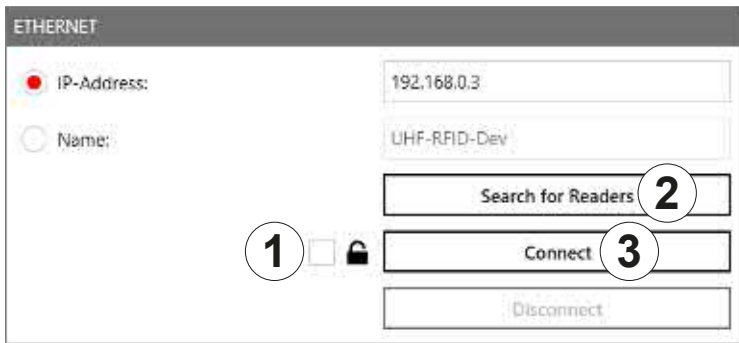 ETHERNET
IP-Address: 192.168.0.3
Name: UHF-RFID-Dev
Search for Readers 2
1 Connect 3
Disconnect